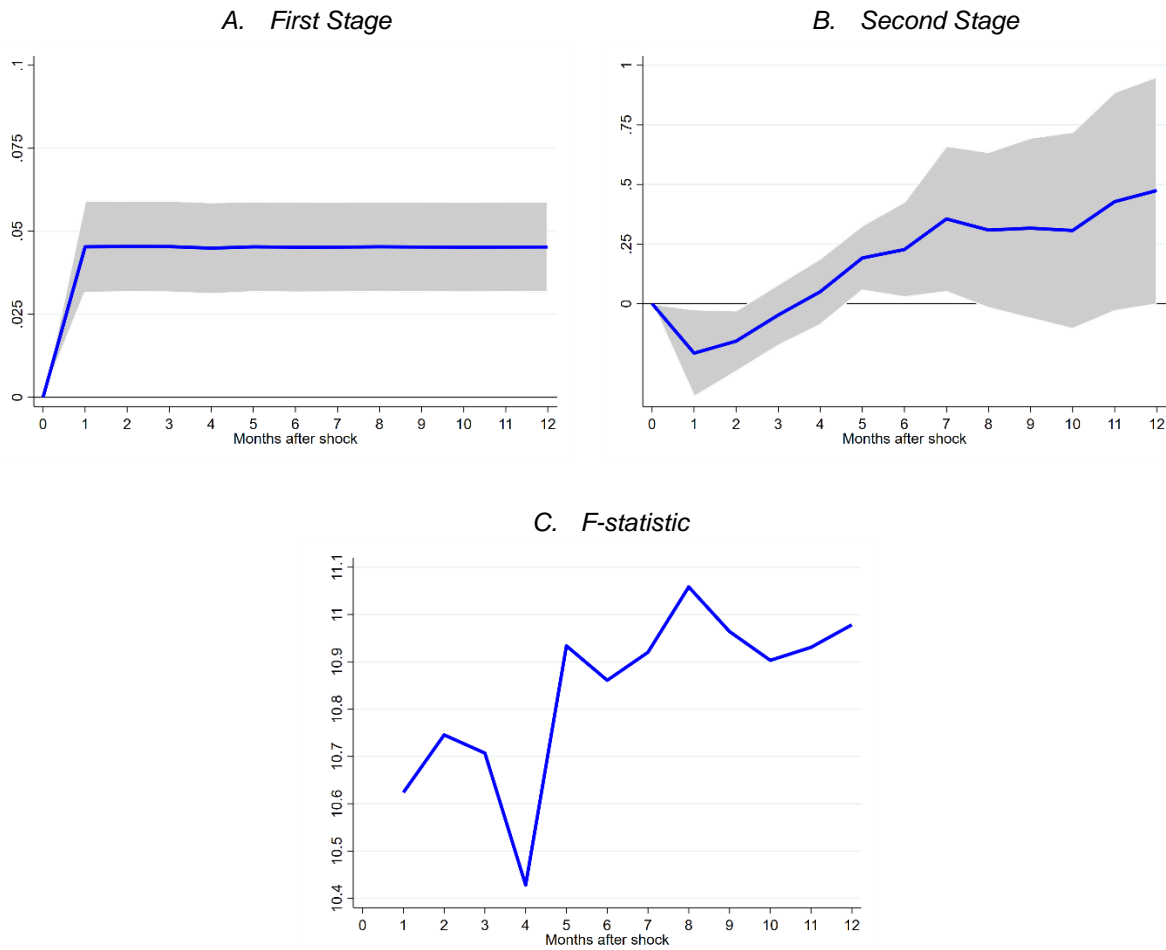 A. First Stage
.1
.075
.05
.025
0
0 1 2 3 4 5 6 7 8 9 10 11 12
Months after shock
B. Second Stage
1
.75
.5
.25
0
0 1 2 3 4 5 6 7 8 9 10 11 12
Months after shock
C. F-statistic
11.1
11
10.9
10.8
10.7
10.6
10.5
10.4
0 1 2 3 4 5 6 7 8 9 10 11 12
Months after shock